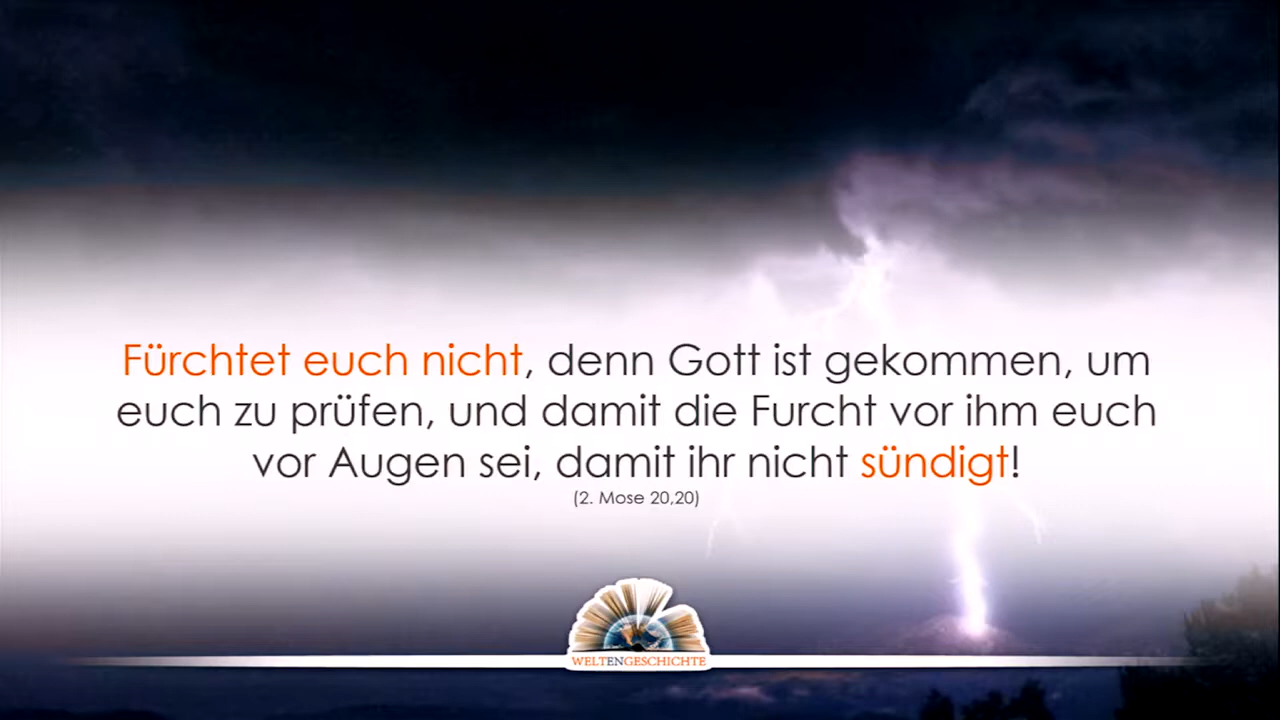 Fürchtet euch nicht, denn Gott ist gekommen, um
euch zu prüfen, und damit die Furcht vor ihm euch
vor Augen sei, damit ihr nicht sündigt!
(2. Mose 20,20)
WELTENGESCHICHTE